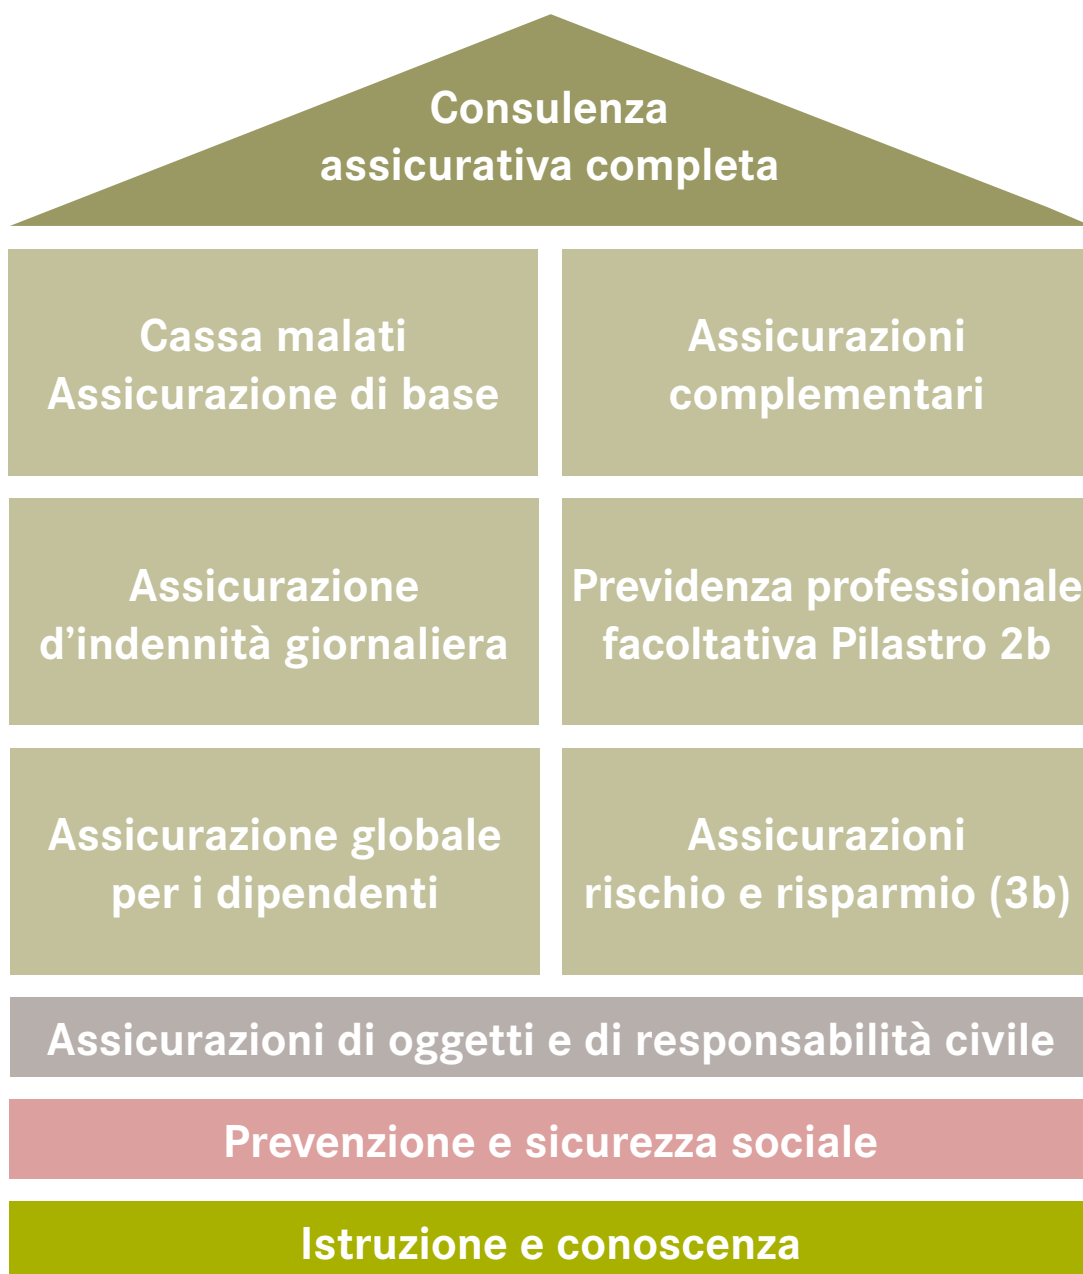 Consulenza
assicurativa completa
Cassa malati
Assicurazione di base
Assicurazioni
complementari
Assicurazione
d’indennità giornaliera
Previdenza professionale
facoltativa Pilastro 2b
Assicurazione globale
per i dipendenti
Assicurazioni
rischio e risparmio (3b)
Assicurazioni di oggetti e di responsabilità civile
Prevenzione e sicurezza sociale
Istruzione e conoscenza